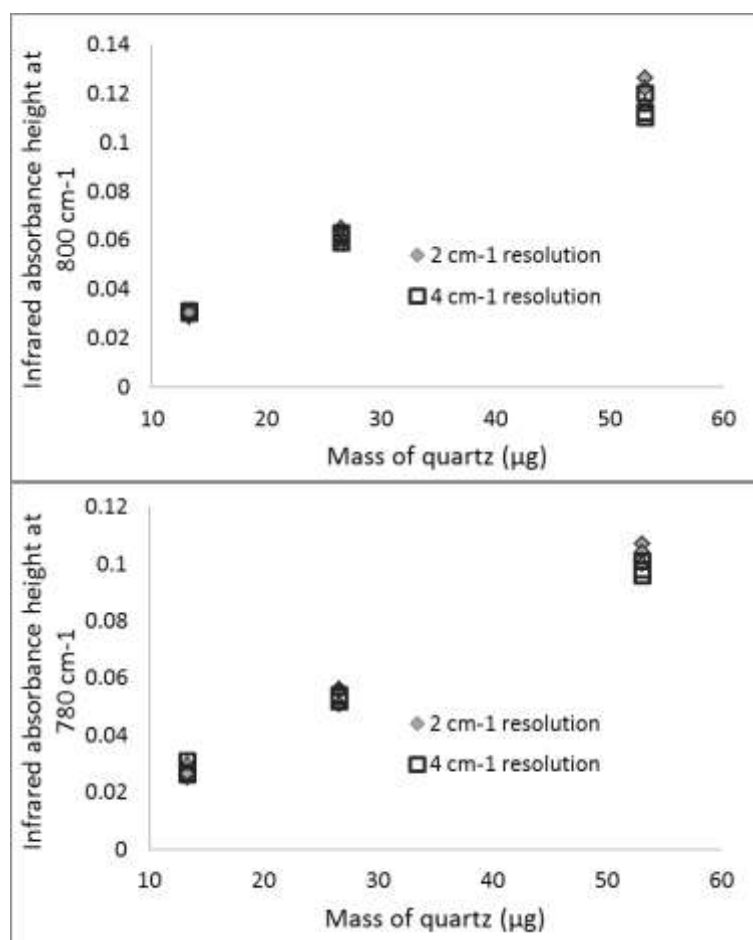 Infrared absorbance height at
800 cm-1
0.14
0.12
0.1
0.08
0.06
0.04
0.02
0
2 cm-1 resolution
4 cm-1 resolution
10 20 30 40 50 60
Mass of quartz (µg)
Infrared absorbance height at
780 cm-1
0.12
0.1
0.08
0.06
0.04
0.02
0
2 cm-1 resolution
4 cm-1 resolution
10 20 30 40 50 60
Mass of quartz (µg)